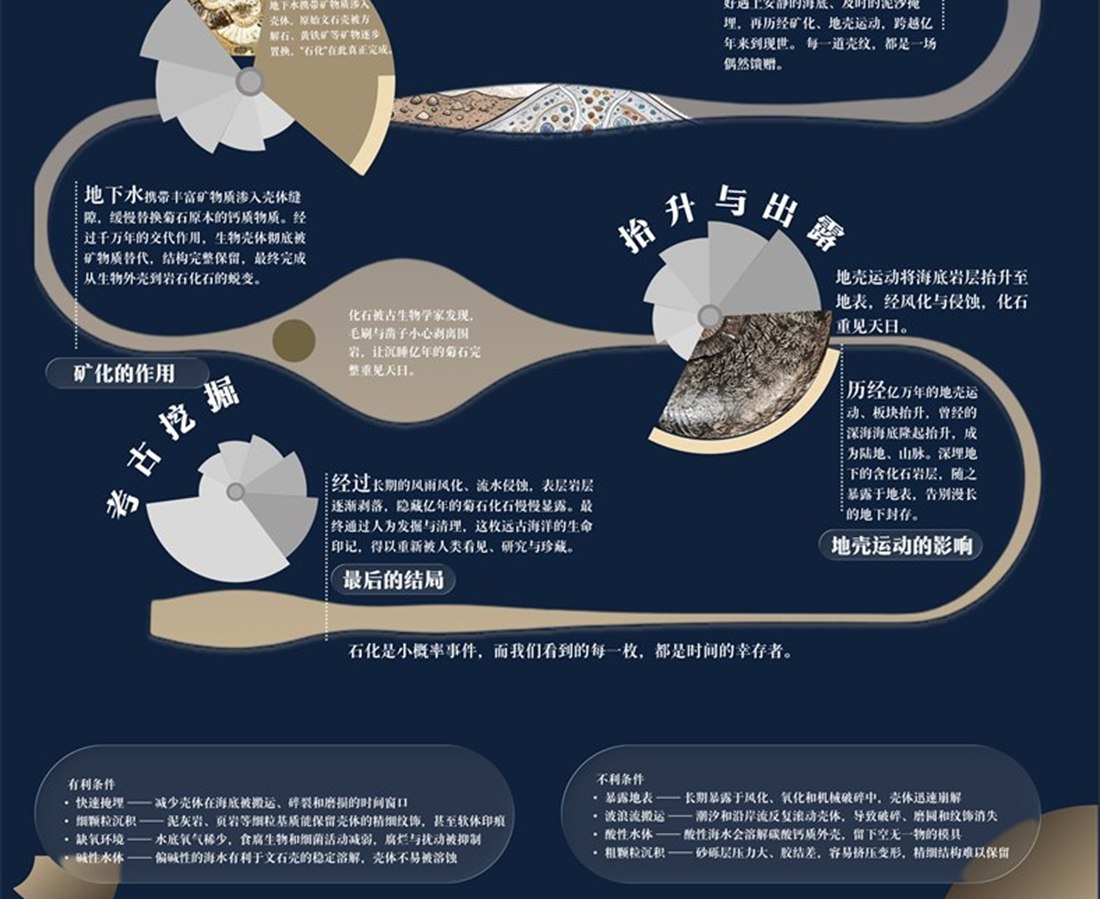 地下水携带矿物质渗入
壳体，原始文石壳被方
解石、黄铁矿等矿物逐步
置换，“石化”在此真正完成。
好遇上安静的海底、及时的泥沙掩
埋，再历经矿化、地壳运动，跨越亿
年来到现世。 每一道壳纹，都是一场
偶然馈赠。
地下水携带丰富矿物质渗入壳体缝
隙，缓慢替换菊石原本的钙质物质。经
过千万年的交代作用，生物壳体彻底被
矿物质替代，结构完整保留，最终完成
从生物外壳到岩石化石的蜕变。
矿化的作用
化石被古生物学家发现，
毛刷与凿子小心剥离围
岩，让沉睡亿年的菊石完
整重见天日。
抬升与出露
地壳运动将海底岩层抬升至
地表，经风化与侵蚀，化石
重见天日。
历经亿万年的地壳运
动、板块抬升，曾经的
深海海底隆起抬升，成
为陆地、山脉。深埋地
下的含化石岩层，随之
暴露于地表，告别漫长
的地下封存。
地壳运动的影响
考古挖掘
经过长期的风雨风化、流水侵蚀，表层岩层
逐渐剥落，隐藏亿年的菊石化石慢慢显露。最
终通过人为发掘与清理，这枚远古海洋的生命
印记，得以重新被人类看见、研究与珍藏。
最后的结局
石化是小概率事件，而我们看到的每一枚，都是时间的幸存者。
有利条件
• 快速掩埋 —— 减少壳体在海底被搬运、碎裂和磨损的时间窗口
• 细颗粒沉积 —— 泥灰岩、页岩等细粒基质能保留壳体的精细纹饰，甚至软体印痕
• 缺氧环境 —— 水底氧气稀少，食腐生物和细菌活动减弱，腐烂与扰动被抑制
• 碱性水体 —— 偏碱性的海水有利于文石壳的稳定溶解，壳体不易被溶蚀
不利条件
• 暴露地表 —— 长期暴露于风化、氧化和机械破碎中，壳体迅速崩解
• 波浪流搬运 —— 潮汐和沿岸流反复滚动壳体，导致破碎、磨圆和纹饰消失
• 酸性水体 —— 酸性海水会溶解碳酸钙质外壳，留下空无一物的模具
• 粗颗粒沉积 —— 砂砾层压力大、胶结差，容易挤压变形，精细结构难以保留